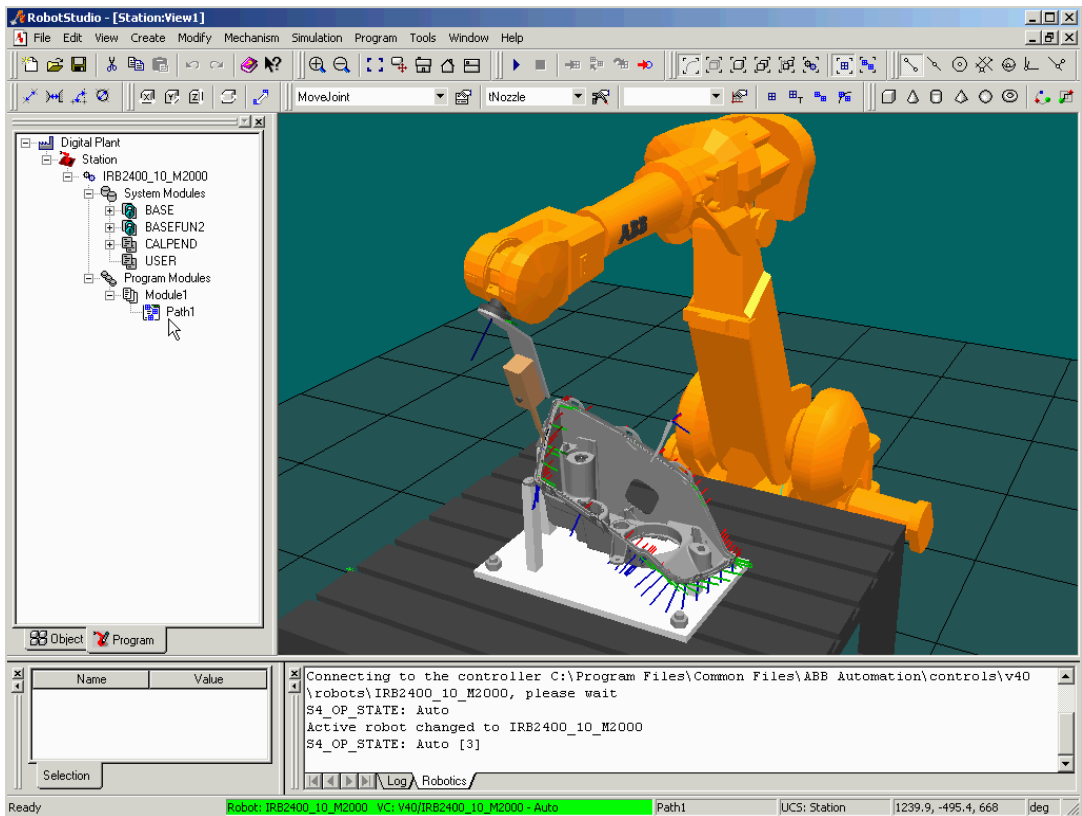 RobotStudio - [Station:View1]
File Edit View Create Modify Mechanism Simulation Program Tools Window Help
MoveJoint tNozzle
Digital Plant
Station
IRB2400_10_M2000
System Modules
BASE
BASEFUN2
CALPEND
USER
Program Modules
Module1
Path1
ABB
Object Program
Name Value
Selection
Connecting to the controller C:\Program Files\Common Files\ABB Automation\controls\v40
\robots\IRB2400_10_M2000, please wait
S4_OP_STATE: Auto
Active robot changed to IRB2400_10_M2000
S4_OP_STATE: Auto [3]
Log Robotics
Ready Robot: IRB2400_10_M2000 VC: V40/IRB2400_10_M2000 - Auto Path1 UCS: Station 1239.9, -495.4, 668 deg